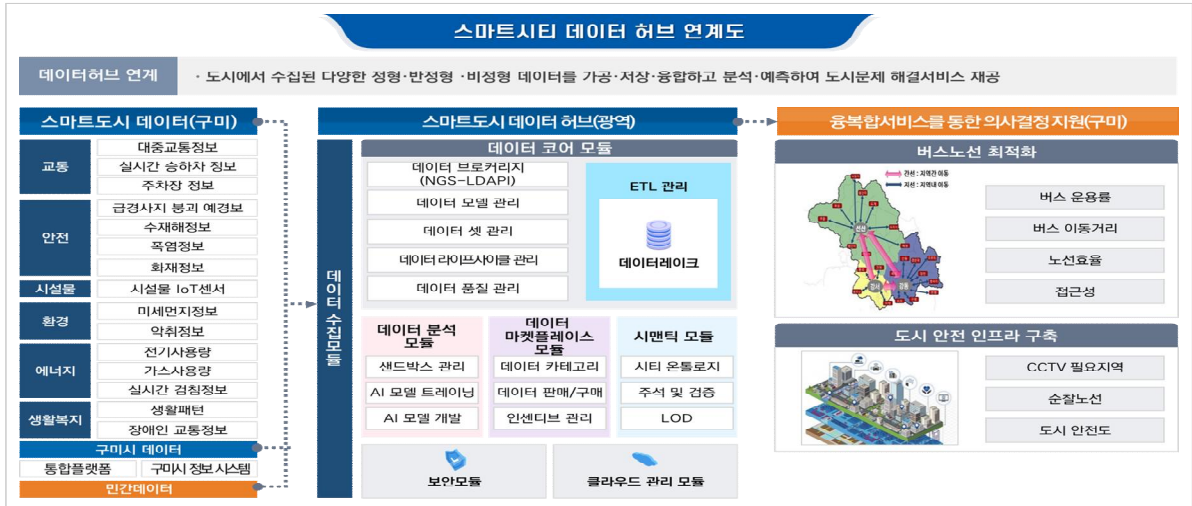 스마트시티 데이터 허브 연계도
데이터허브 연계
· 도시에서 수집된 다양한 정형·반성형 ·비성형 데이터를 가공·저상·융합하고 분석·예측하여 도시문제 해결서비스 재공
스마트도시 데이터(구미)
교통
대중교통정보
실시간 승하차 정보
주차장 정보
안전
급경사지 붕괴 예경보
수재해정보
폭염정보
화재정보
시설물
시설물 IoT센서
환경
미세먼지정보
악취정보
에너지
전기사용량
가스사용량
실시간 검침정보
생활복지
생활패턴
장애인 교통정보
구미시 데이터
통합플랫폼
구미시 정보 시스템
민간데이터
스마트도시 데이터 허브(광역)
데이터 수집모듈
데이터 코어 모듈
데이터 브로커리지
(NGS-LDAPI)
데이터 모델 관리
데이터 셋 관리
데이터 라이프사이클 관리
데이터 품질 관리
ETL 관리
데이터레이크
데이터 분석
모듈
샌드박스 관리
AI 모델 트레이닝
AI 모델 개발
데이터
마켓플레이스
모듈
데이터 카테고리
데이터 판매/구매
인센티브 관리
시맨틱 모듈
시티 온톨로지
주석 및 검증
LOD
보안모듈
클라우드 관리 모듈
융복합서비스를 통한 의사결정 지원(구미)
버스노선 최적화
간선 : 지역간 이동
지선 : 지역내 이동
선산
강동
버스 운용률
버스 이동거리
노선효율
접근성
도시 안전 인프라 구축
CCTV 필요지역
순찰노선
도시 안전도